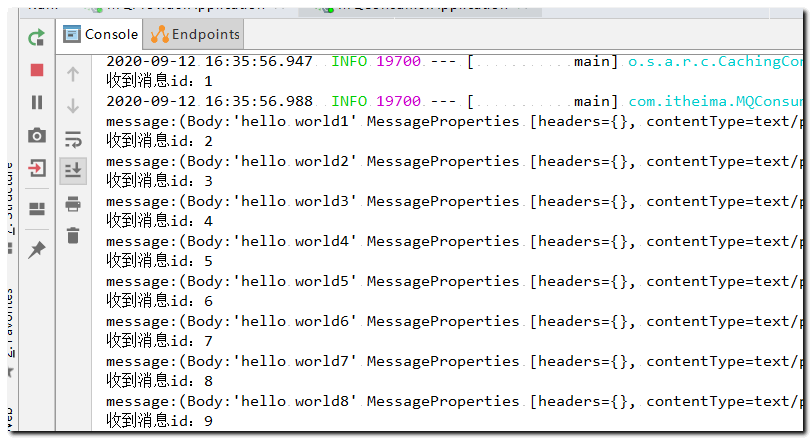 Console Endpoints
2020-09-12 16:35:56.947 INFO 19700 --- [ main] o.s.a.r.c.CachingCon
收到消息id：1
2020-09-12 16:35:56.988 INFO 19700 --- [ main] com.itheima.MQConsum
message:(Body:'hello world1' MessageProperties [headers={}, contentType=text/p
收到消息id：2
message:(Body:'hello world2' MessageProperties [headers={}, contentType=text/p
收到消息id：3
message:(Body:'hello world3' MessageProperties [headers={}, contentType=text/p
收到消息id：4
message:(Body:'hello world4' MessageProperties [headers={}, contentType=text/p
收到消息id：5
message:(Body:'hello world5' MessageProperties [headers={}, contentType=text/p
收到消息id：6
message:(Body:'hello world6' MessageProperties [headers={}, contentType=text/p
收到消息id：7
message:(Body:'hello world7' MessageProperties [headers={}, contentType=text/p
收到消息id：8
message:(Body:'hello world8' MessageProperties [headers={}, contentType=text/p
收到消息id：9